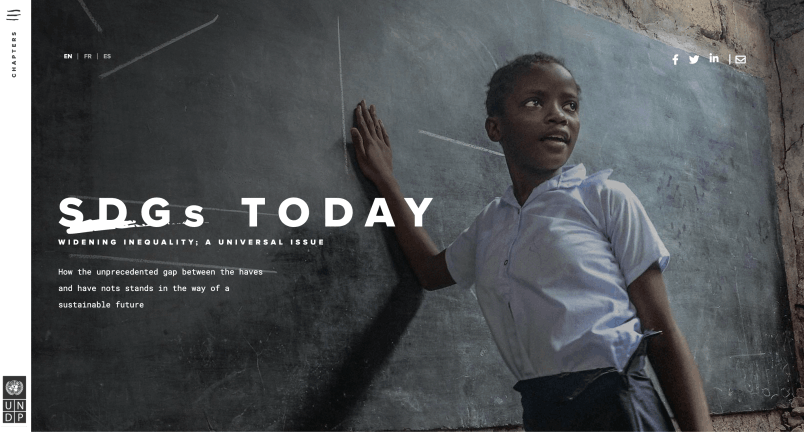 CHAPTERS
EN | FR | ES
SDGs TODAY
WIDENING INEQUALITY; A UNIVERSAL ISSUE
How the unprecedented gap between the haves
and have nots stands in the way of a
sustainable future
U N
D P